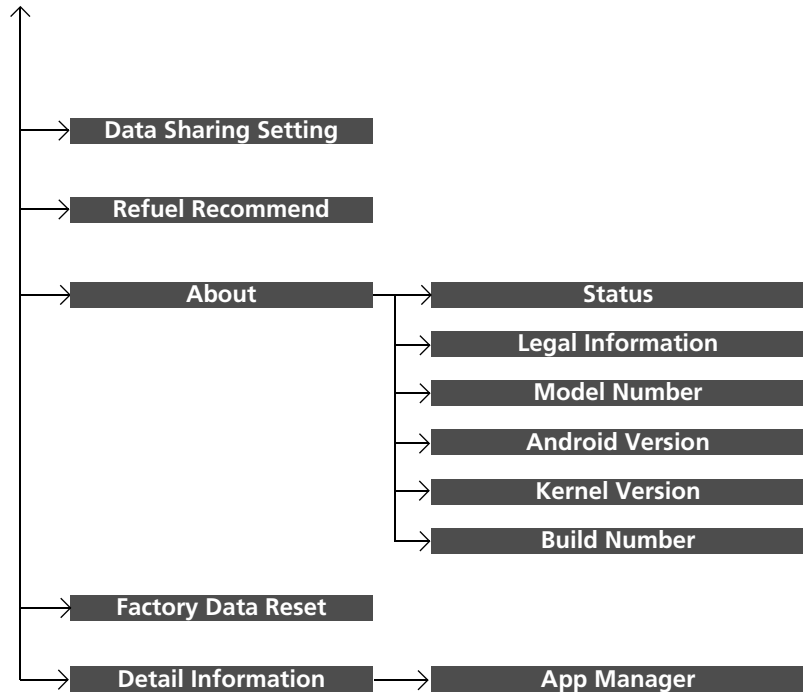 Data Sharing Setting
Refuel Recommend
About
Status
Legal Information
Model Number
Android Version
Kernel Version
Build Number
Factory Data Reset
Detail Information
App Manager